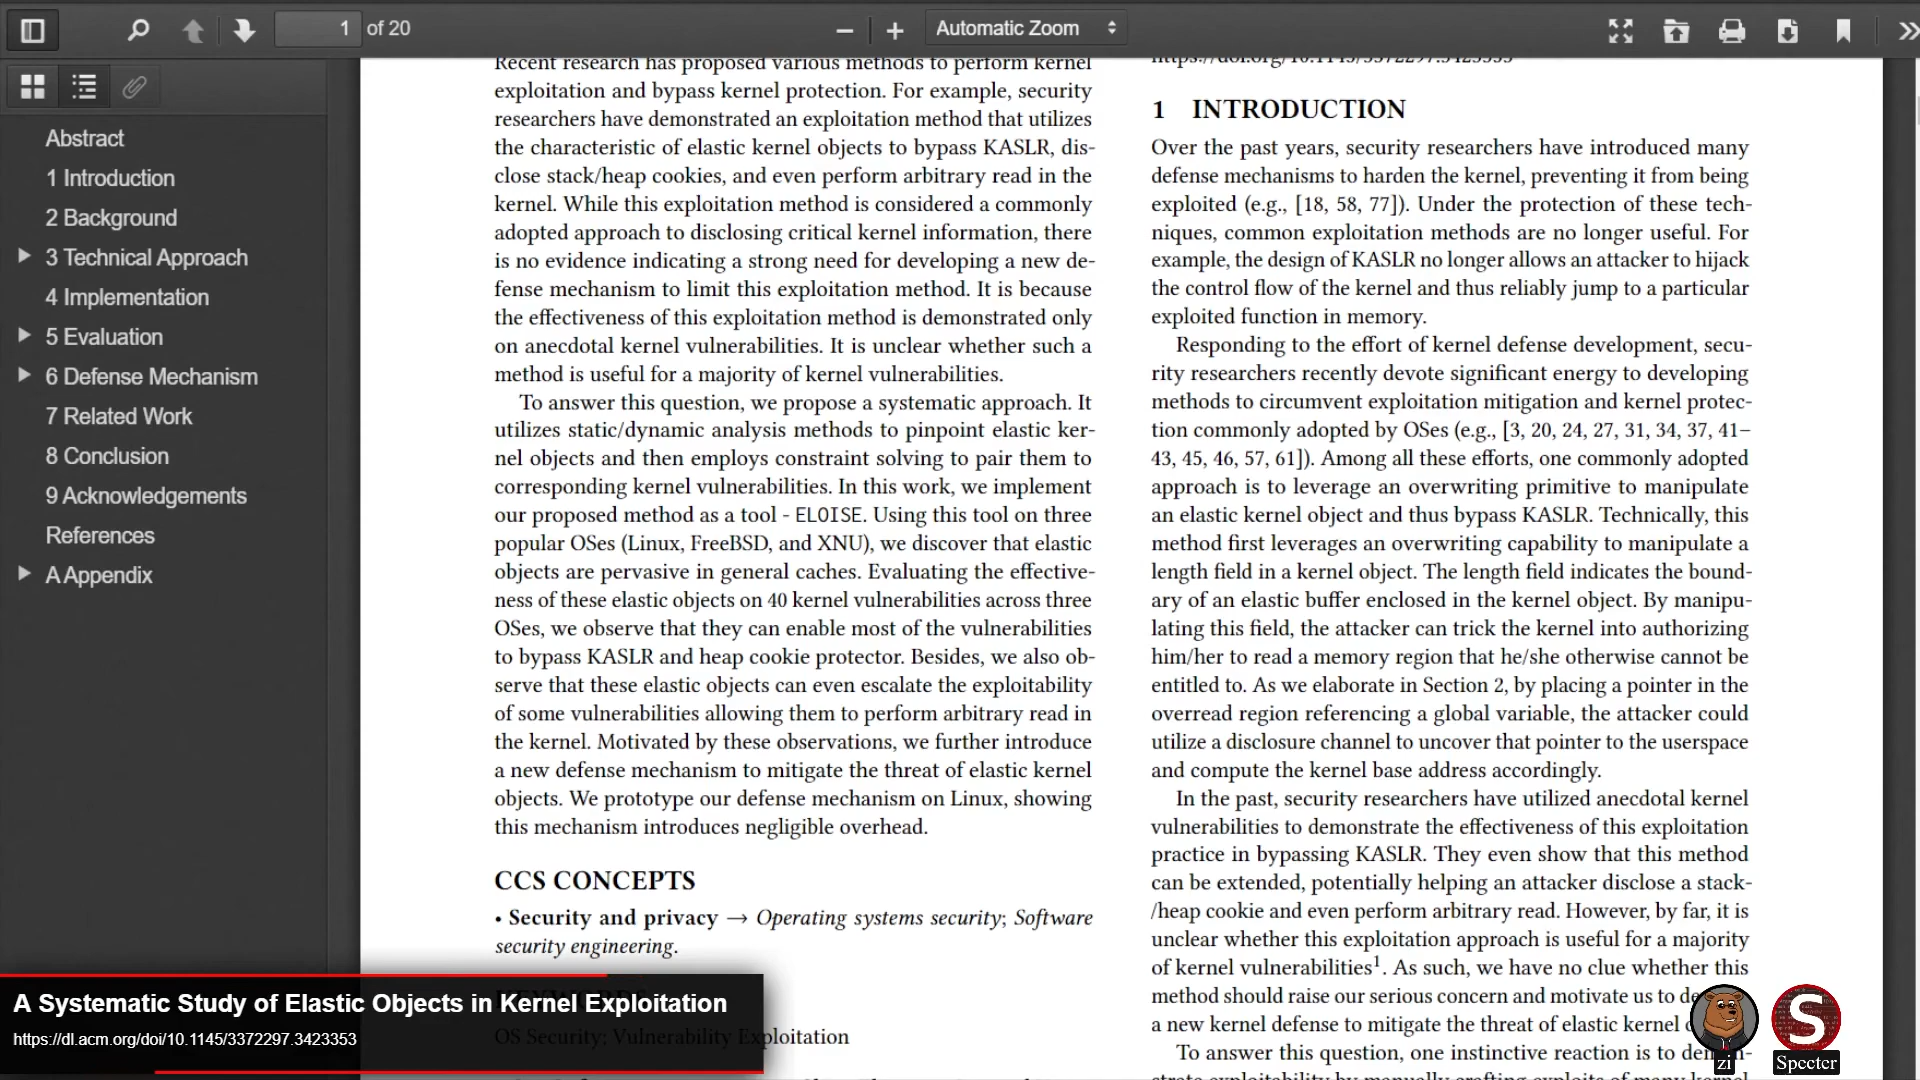 1 of 20
Automatic Zoom
Abstract
1 Introduction
2 Background
3 Technical Approach
4 Implementation
5 Evaluation
6 Defense Mechanism
7 Related Work
8 Conclusion
9 Acknowledgements
References
A Appendix
Recent research has proposed various methods to perform kernel
exploitation and bypass kernel protection. For example, security
researchers have demonstrated an exploitation method that utilizes
the characteristic of elastic kernel objects to bypass KASLR, dis-
close stack/heap cookies, and even perform arbitrary read in the
kernel. While this exploitation method is considered a commonly
adopted approach to disclosing critical kernel information, there
is no evidence indicating a strong need for developing a new de-
fense mechanism to limit this exploitation method. It is because
the effectiveness of this exploitation method is demonstrated only
on anecdotal kernel vulnerabilities. It is unclear whether such a
method is useful for a majority of kernel vulnerabilities.
To answer this question, we propose a systematic approach. It
utilizes static/dynamic analysis methods to pinpoint elastic ker-
nel objects and then employs constraint solving to pair them to
corresponding kernel vulnerabilities. In this work, we implement
our proposed method as a tool - ELOISE. Using this tool on three
popular OSes (Linux, FreeBSD, and XNU), we discover that elastic
objects are pervasive in general caches. Evaluating the effective-
ness of these elastic objects on 40 kernel vulnerabilities across three
OSes, we observe that they can enable most of the vulnerabilities
to bypass KASLR and heap cookie protector. Besides, we also ob-
serve that these elastic objects can even escalate the exploitability
of some vulnerabilities allowing them to perform arbitrary read in
the kernel. Motivated by these observations, we further introduce
a new defense mechanism to mitigate the threat of elastic kernel
objects. We prototype our defense mechanism on Linux, showing
this mechanism introduces negligible overhead.
CCS CONCEPTS
• Security and privacy → Operating systems security; Software
security engineering.
KEYWORDS
OS Security; Vulnerability Exploitation
https://doi.org/10.1145/3372297.3423353
1 INTRODUCTION
Over the past years, security researchers have introduced many
defense mechanisms to harden the kernel, preventing it from being
exploited (e.g., [18, 58, 77]). Under the protection of these tech-
niques, common exploitation methods are no longer useful. For
example, the design of KASLR no longer allows an attacker to hijack
the control flow of the kernel and thus reliably jump to a particular
exploited function in memory.
Responding to the effort of kernel defense development, secu-
rity researchers recently devote significant energy to developing
methods to circumvent exploitation mitigation and kernel protec-
tion commonly adopted by OSes (e.g., [3, 20, 24, 27, 31, 34, 37, 41–
43, 45, 46, 57, 61]). Among all these efforts, one commonly adopted
approach is to leverage an overwriting primitive to manipulate
an elastic kernel object and thus bypass KASLR. Technically, this
method first leverages an overwriting capability to manipulate a
length field in a kernel object. The length field indicates the bound-
ary of an elastic buffer enclosed in the kernel object. By manipu-
lating this field, the attacker can trick the kernel into authorizing
him/her to read a memory region that he/she otherwise cannot be
entitled to. As we elaborate in Section 2, by placing a pointer in the
overread region referencing a global variable, the attacker could
utilize a disclosure channel to uncover that pointer to the userspace
and compute the kernel base address accordingly.
In the past, security researchers have utilized anecdotal kernel
vulnerabilities to demonstrate the effectiveness of this exploitation
practice in bypassing KASLR. They even show that this method
can be extended, potentially helping an attacker disclose a stack-
/heap cookie and even perform arbitrary read. However, by far, it is
unclear whether this exploitation approach is useful for a majority
of kernel vulnerabilities1. As such, we have no clue whether this
method should raise our serious concern and motivate us to
a new kernel defense to mitigate the threat of elastic kernel
To answer this question, one instinctive reaction is to
strate exploitability by manually crafting exploits of many kernel
A Systematic Study of Elastic Objects in Kernel Exploitation
https://dl.acm.org/doi/10.1145/3372297.3423353
zi
S
Specter